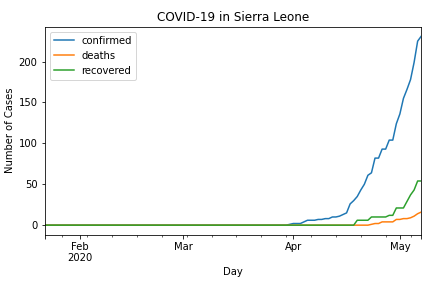 COVID-19 in Sierra Leone
confirmed
deaths
recovered
Number of Cases
200
150
100
50
0
Feb
2020
Mar
Apr
May
Day